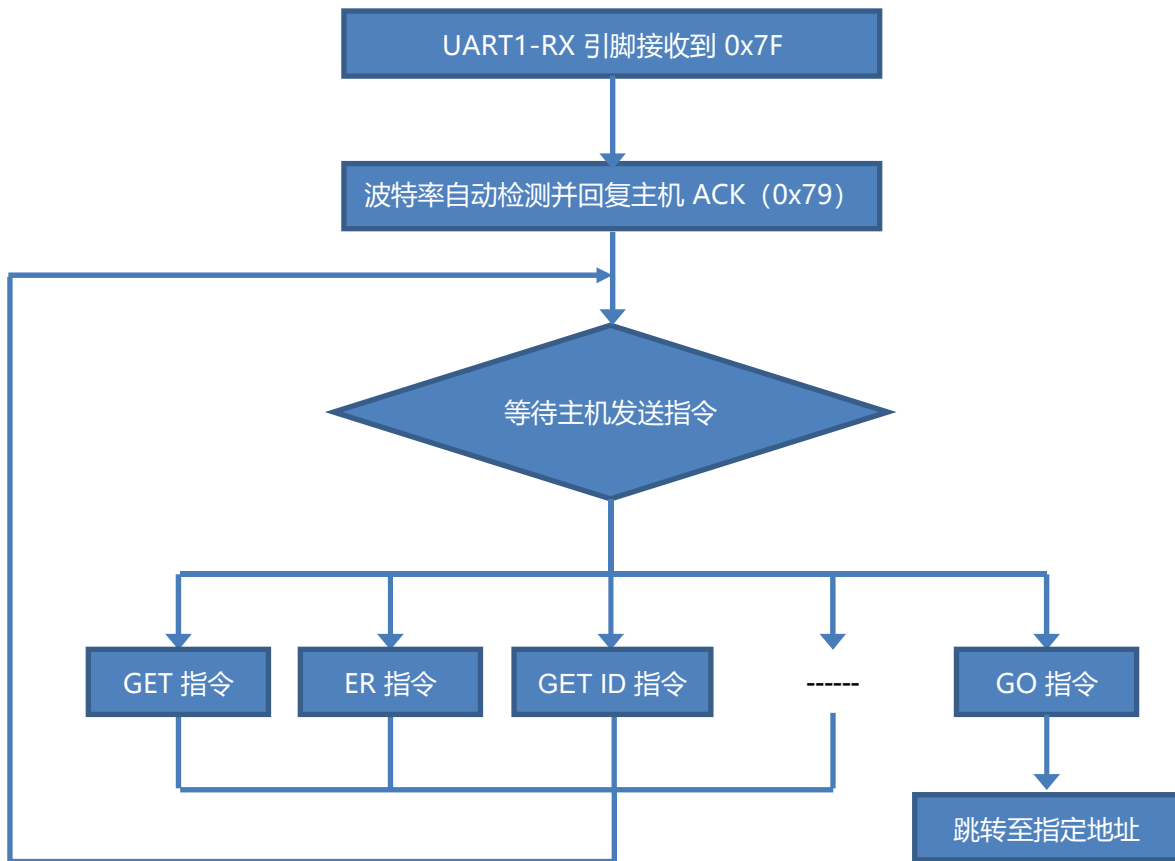 UART1-RX 引脚接收到 0x7F
波特率自动检测并回复主机 ACK（0x79）
等待主机发送指令
GET 指令
ER 指令
GET ID 指令
------
GO 指令
跳转至指定地址